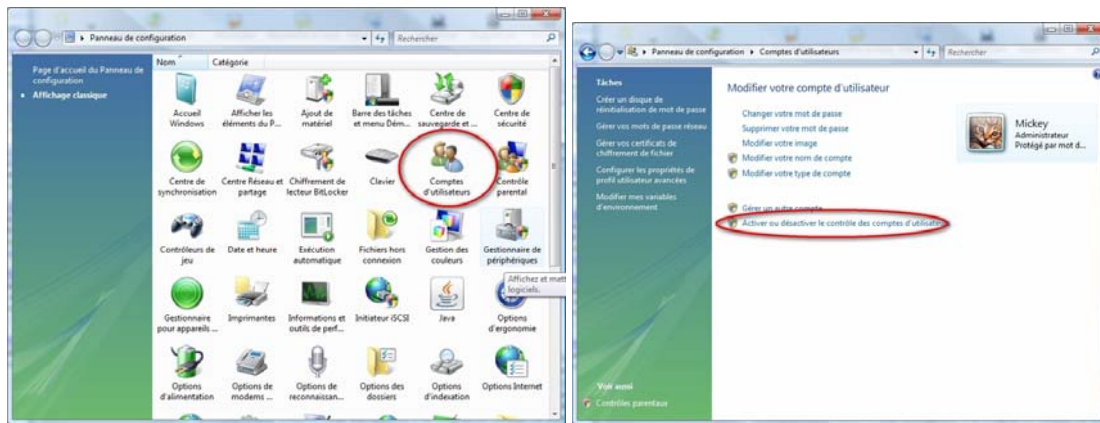 Panneau de configuration
Rechercher
Page d'accueil du Panneau de
configuration
Affichage classique
Nom
Catégorie
Accueil
Windows
Afficher les
éléments du P...
Ajout de
matériel
Barre des tâches
et menu Dém...
Centre de
sauvegarde et ...
Centre de
sécurité
Centre de
synchronisation
Centre Réseau et
partage
Chiffrement de
lecteur BitLocker
Clavier
Comptes
d'utilisateurs
Contrôle
parental
Contrôleurs de
jeu
Date et heure
Exécution
automatique
Fichiers hors
connexion
Gestion des
couleurs
Gestionnaire de
périphériques
Affichez et mett
logiciels.
Gestionnaire
pour appareils ...
Imprimantes
Informations et
outils de perf...
Initiateur iSCSI
Java
Options
d'ergonomie
Options
d'alimentation
Options de
modems ...
Options de
reconnaissan...
Options des
dossiers
Options
d'indexation
Options Internet
Panneau de configuration
Comptes d'utilisateurs
Rechercher
Tâches
Créer un disque de
réinitialisation de mot de passe
Gérer vos mots de passe réseau
Gérer vos certificats de
chiffrement de fichier
Configurer les propriétés de
profil utilisateur avancées
Modifier mes variables
d'environnement
Voir aussi
Contrôles parentaux
Modifier votre compte d'utilisateur
Changer votre mot de passe
Supprimer votre mot de passe
Modifier votre image
Modifier votre nom de compte
Modifier votre type de compte
Gérer un autre compte
Activer ou désactiver le contrôle des comptes d'utilisateur
Mickey
Administrateur
Protégé par mot d...